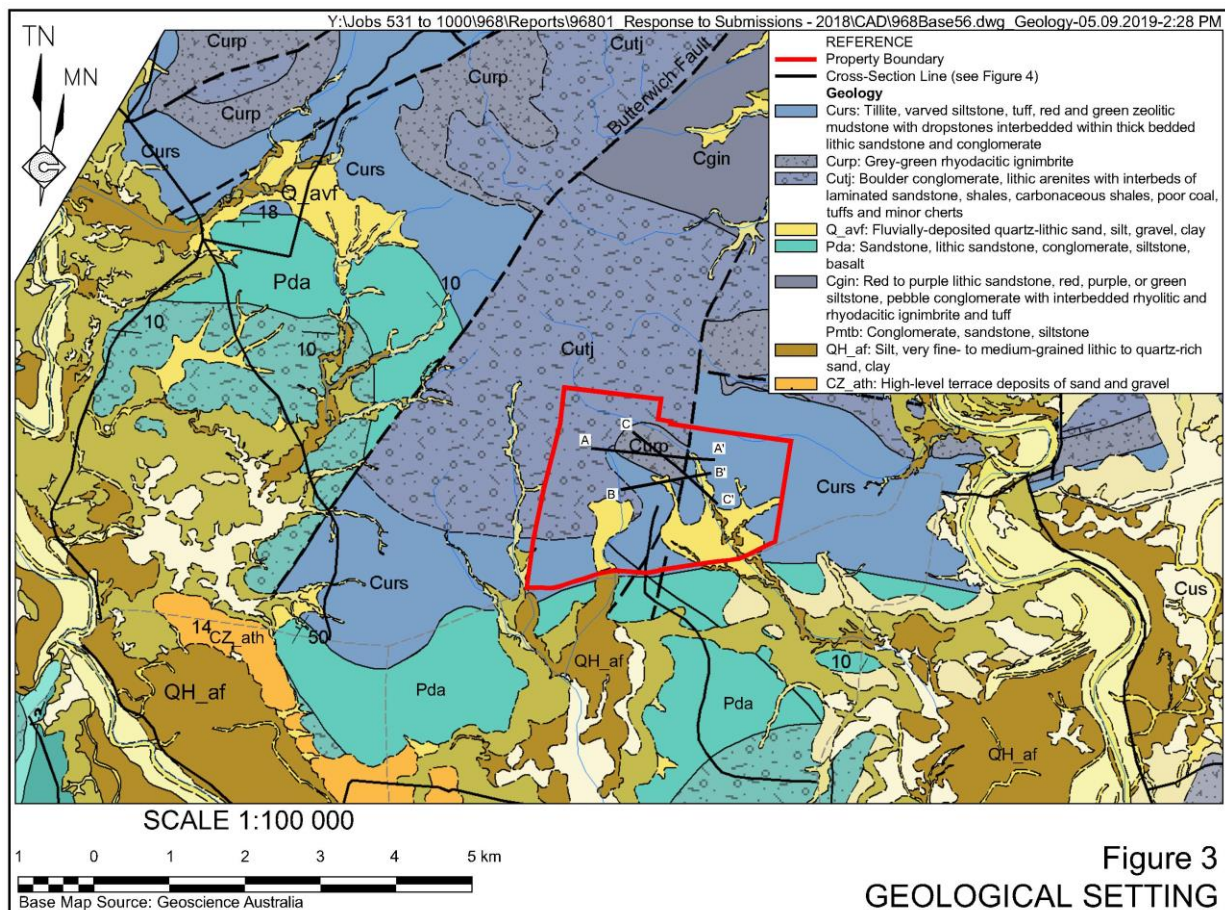 Y:\Jobs 531 to 1000\968\Reports\96801_Response to Submissions - 2018\CAD\968Base56.dwg_Geology-05.09.2019-2:28 PM
TN
MN
REFERENCE
Property Boundary
Cross-Section Line (see Figure 4)
Geology
Curs: Tillite, varved siltstone, tuff, red and green zeolitic
mudstone with dropstones interbedded within thick bedded
lithic sandstone and conglomerate
Curp: Grey-green rhyodacitic ignimbrite
Cutj: Boulder conglomerate, lithic arenites with interbeds of
laminated sandstone, shales, carbonaceous shales, poor coal,
tuffs and minor cherts
Q_avf: Fluvially-deposited quartz-lithic sand, silt, gravel, clay
Pda: Sandstone, lithic sandstone, conglomerate, siltstone,
basalt
Cgin: Red to purple lithic sandstone, red, purple, or green
siltstone, pebble conglomerate with interbedded rhyolitic and
rhyodacitic ignimbrite and tuff
Pmtb: Conglomerate, sandstone, siltstone
QH_af: Silt, very fine- to medium-grained lithic to quartz-rich
sand, clay
CZ_ath: High-level terrace deposits of sand and gravel
Curp
Cutj
Curp
Curp
Butterwich Fault
Curs
Curs
Cgin
Q_avf
18
Pda
10
10
10
Cutj
C
A
Curp
A'
B'
B
C'
Curs
Curs
Cus
14
CZ_ath
50
QH_af
QH_af
Pda
Pda
10
QH_af
SCALE 1:100 000
1 0 1 2 3 4 5 km
Base Map Source: Geoscience Australia
Figure 3
GEOLOGICAL SETTING